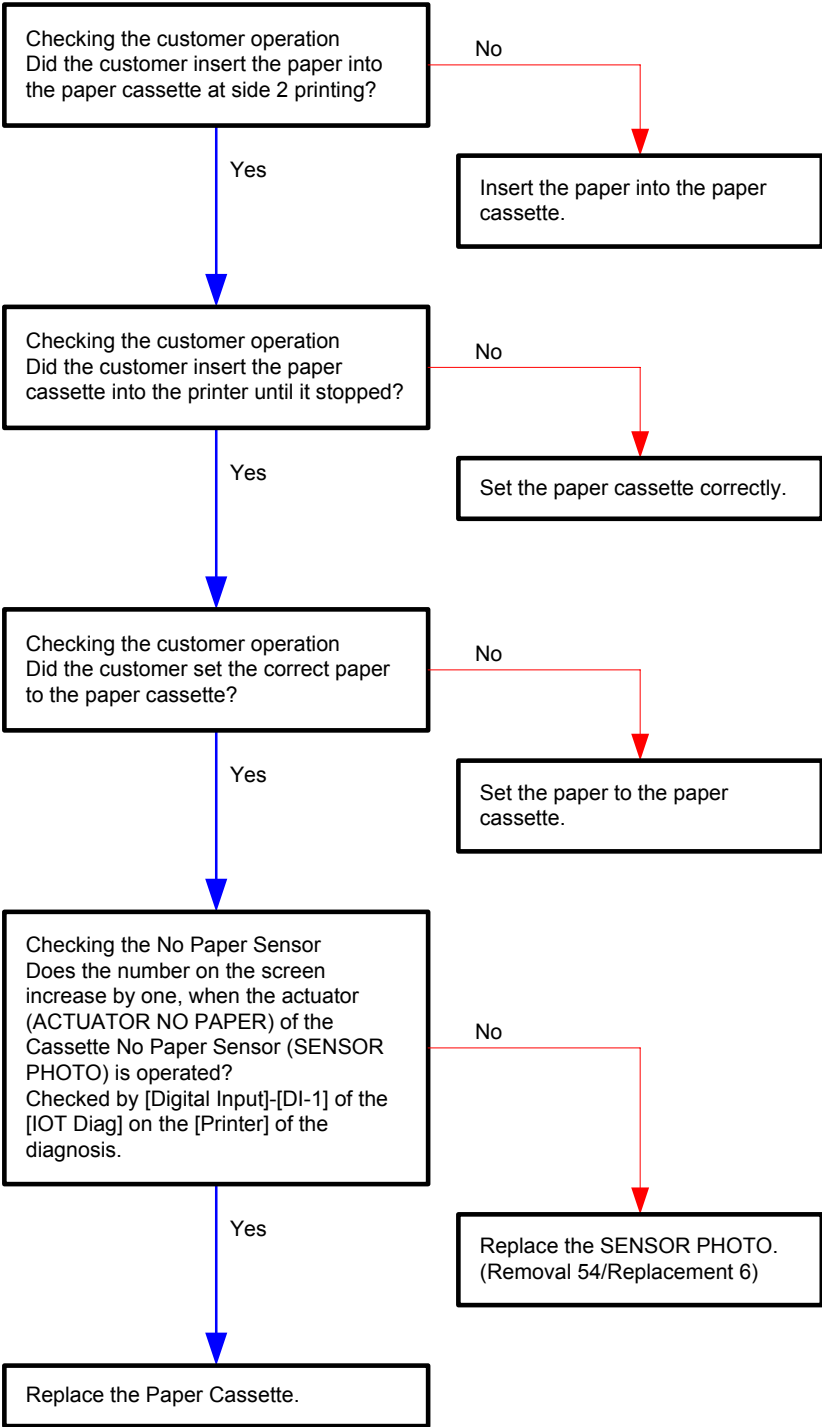 Checking the customer operation
Did the customer insert the paper into
the paper cassette at side 2 printing?
No
Yes
Insert the paper into the paper
cassette.
Checking the customer operation
Did the customer insert the paper
cassette into the printer until it stopped?
No
Yes
Set the paper cassette correctly.
Checking the customer operation
Did the customer set the correct paper
to the paper cassette?
No
Yes
Set the paper to the paper
cassette.
Checking the No Paper Sensor
Does the number on the screen
increase by one, when the actuator
(ACTUATOR NO PAPER) of the
Cassette No Paper Sensor (SENSOR
PHOTO) is operated?
Checked by [Digital Input]-[DI-1] of the
[IOT Diag] on the [Printer] of the
diagnosis.
No
Yes
Replace the SENSOR PHOTO.
(Removal 54/Replacement 6)
Replace the Paper Cassette.